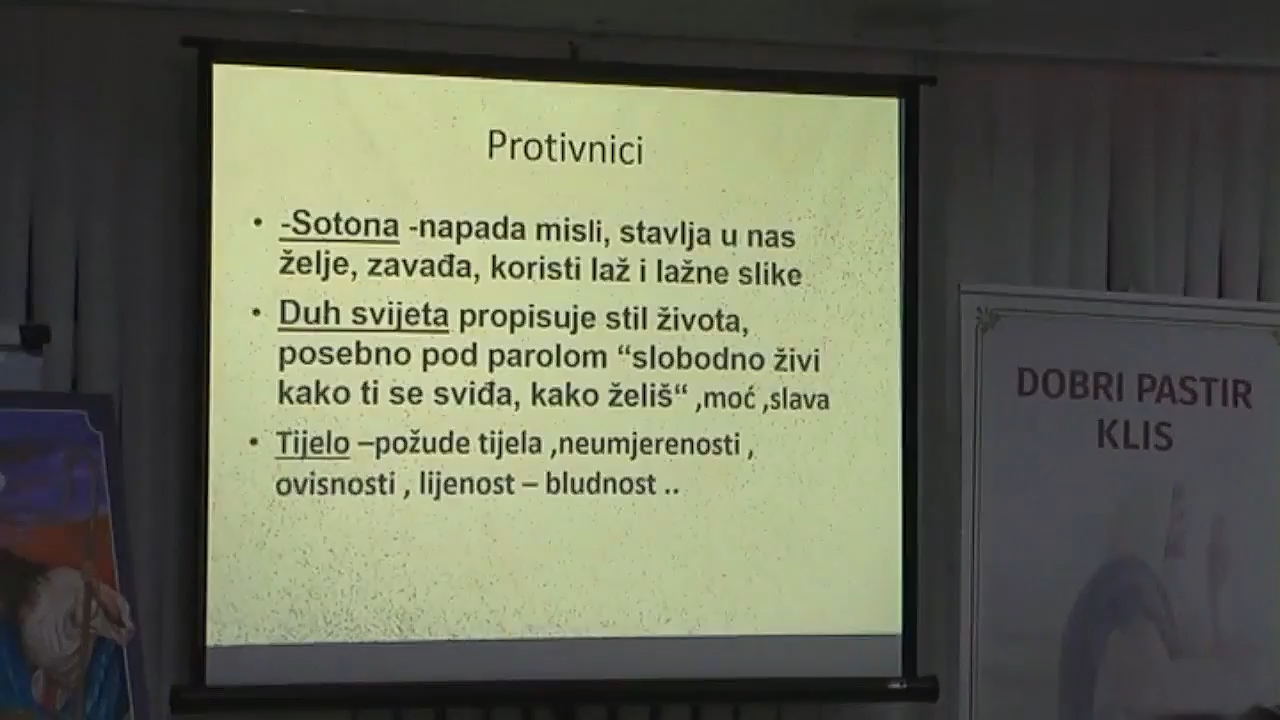 Protivnici
• -Sotona -napada misli, stavlja u nas
želje, zavađa, koristi laž i lažne slike
• Duh svijeta propisuje stil života,
posebno pod parolom “slobodno živi
kako ti se sviđa, kako želiš“ ,moć ,slava
• Tijelo –požude tijela ,neumjerenosti ,
ovisnosti , lijenost – bludnost ..
DOBRI PASTIR
KLIS